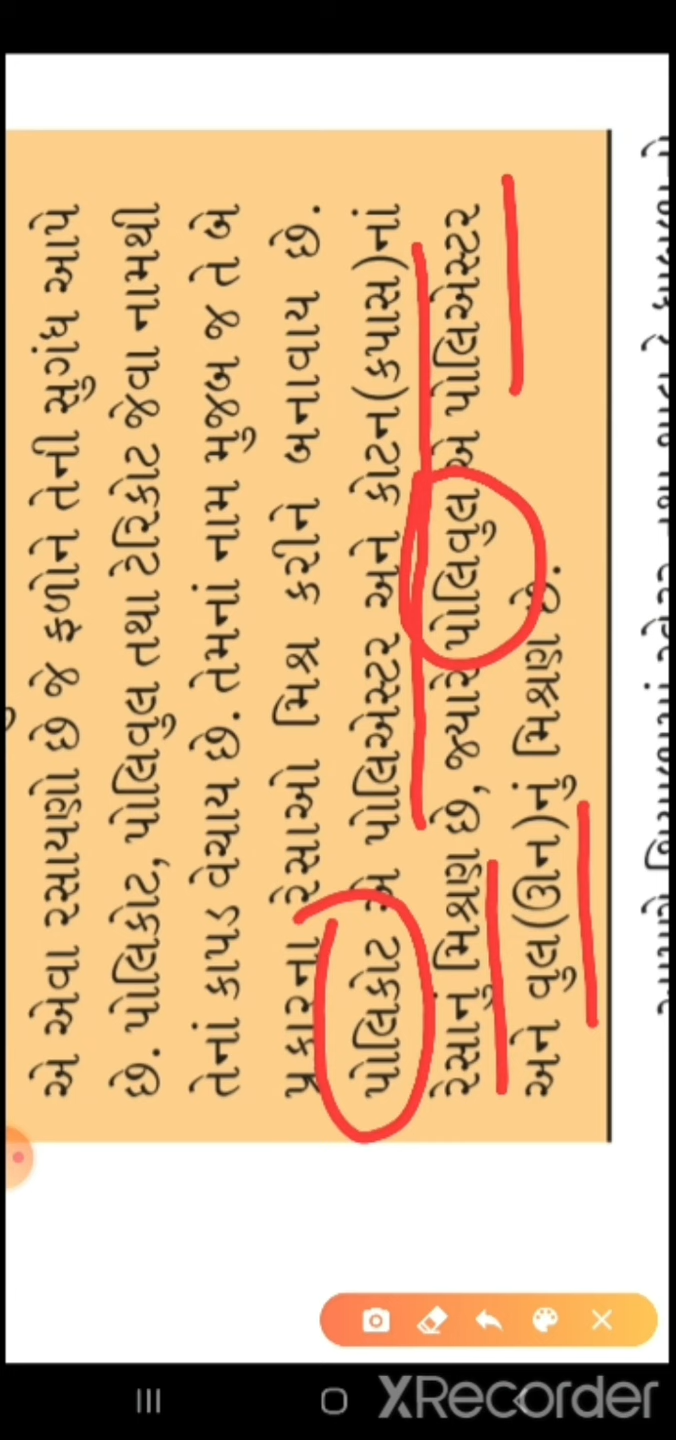 એ એવા રસાયણો છે જે ફળોને તેની સુગંધ આપે
છે. પોલિકોટ, પોલિવુલ તથા ટેરિકોટ જેવા નામથી
તેનાં કાપડ વેચાય છે. તેમનાં નામ મુજબ જ તે બે
પ્રકારના રેસાઓ મિશ્ર કરીને બનાવાય છે.
પોલિકોટ એ પોલિએસ્ટર અને કોટન(કપાસ)નાં
રેસાનું મિશ્રણ છે, જ્યારે પોલિવુલ એ પોલિએસ્ટર
અને વુલ(ઊન)નું મિશ્રણ છે.
XRecorder